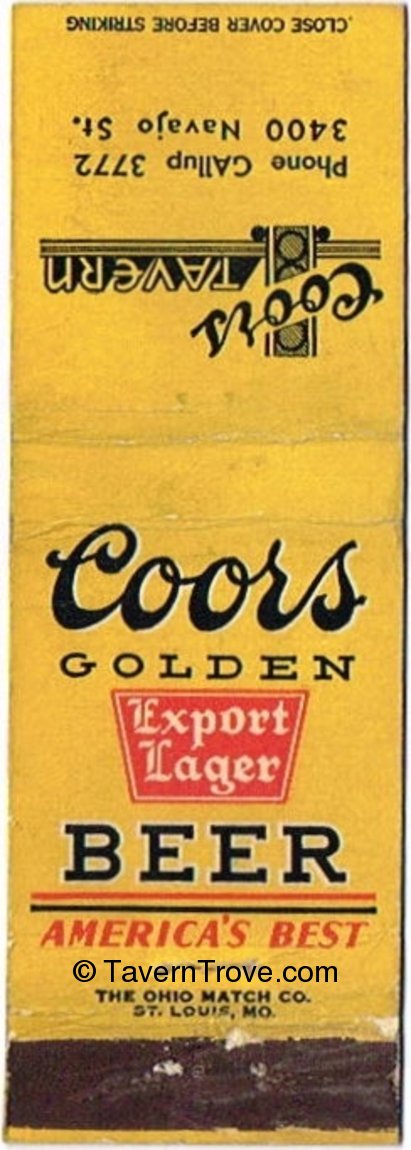 CLOSE COVER BEFORE STRIKING
3400 Navajo St.
Phone GAllup 3772
TAVERN
Coors
Coors
GOLDEN
Export
Lager
BEER
AMERICA'S BEST
© TavernTrove.com
THE OHIO MATCH CO.
ST. LOUIS, MO.